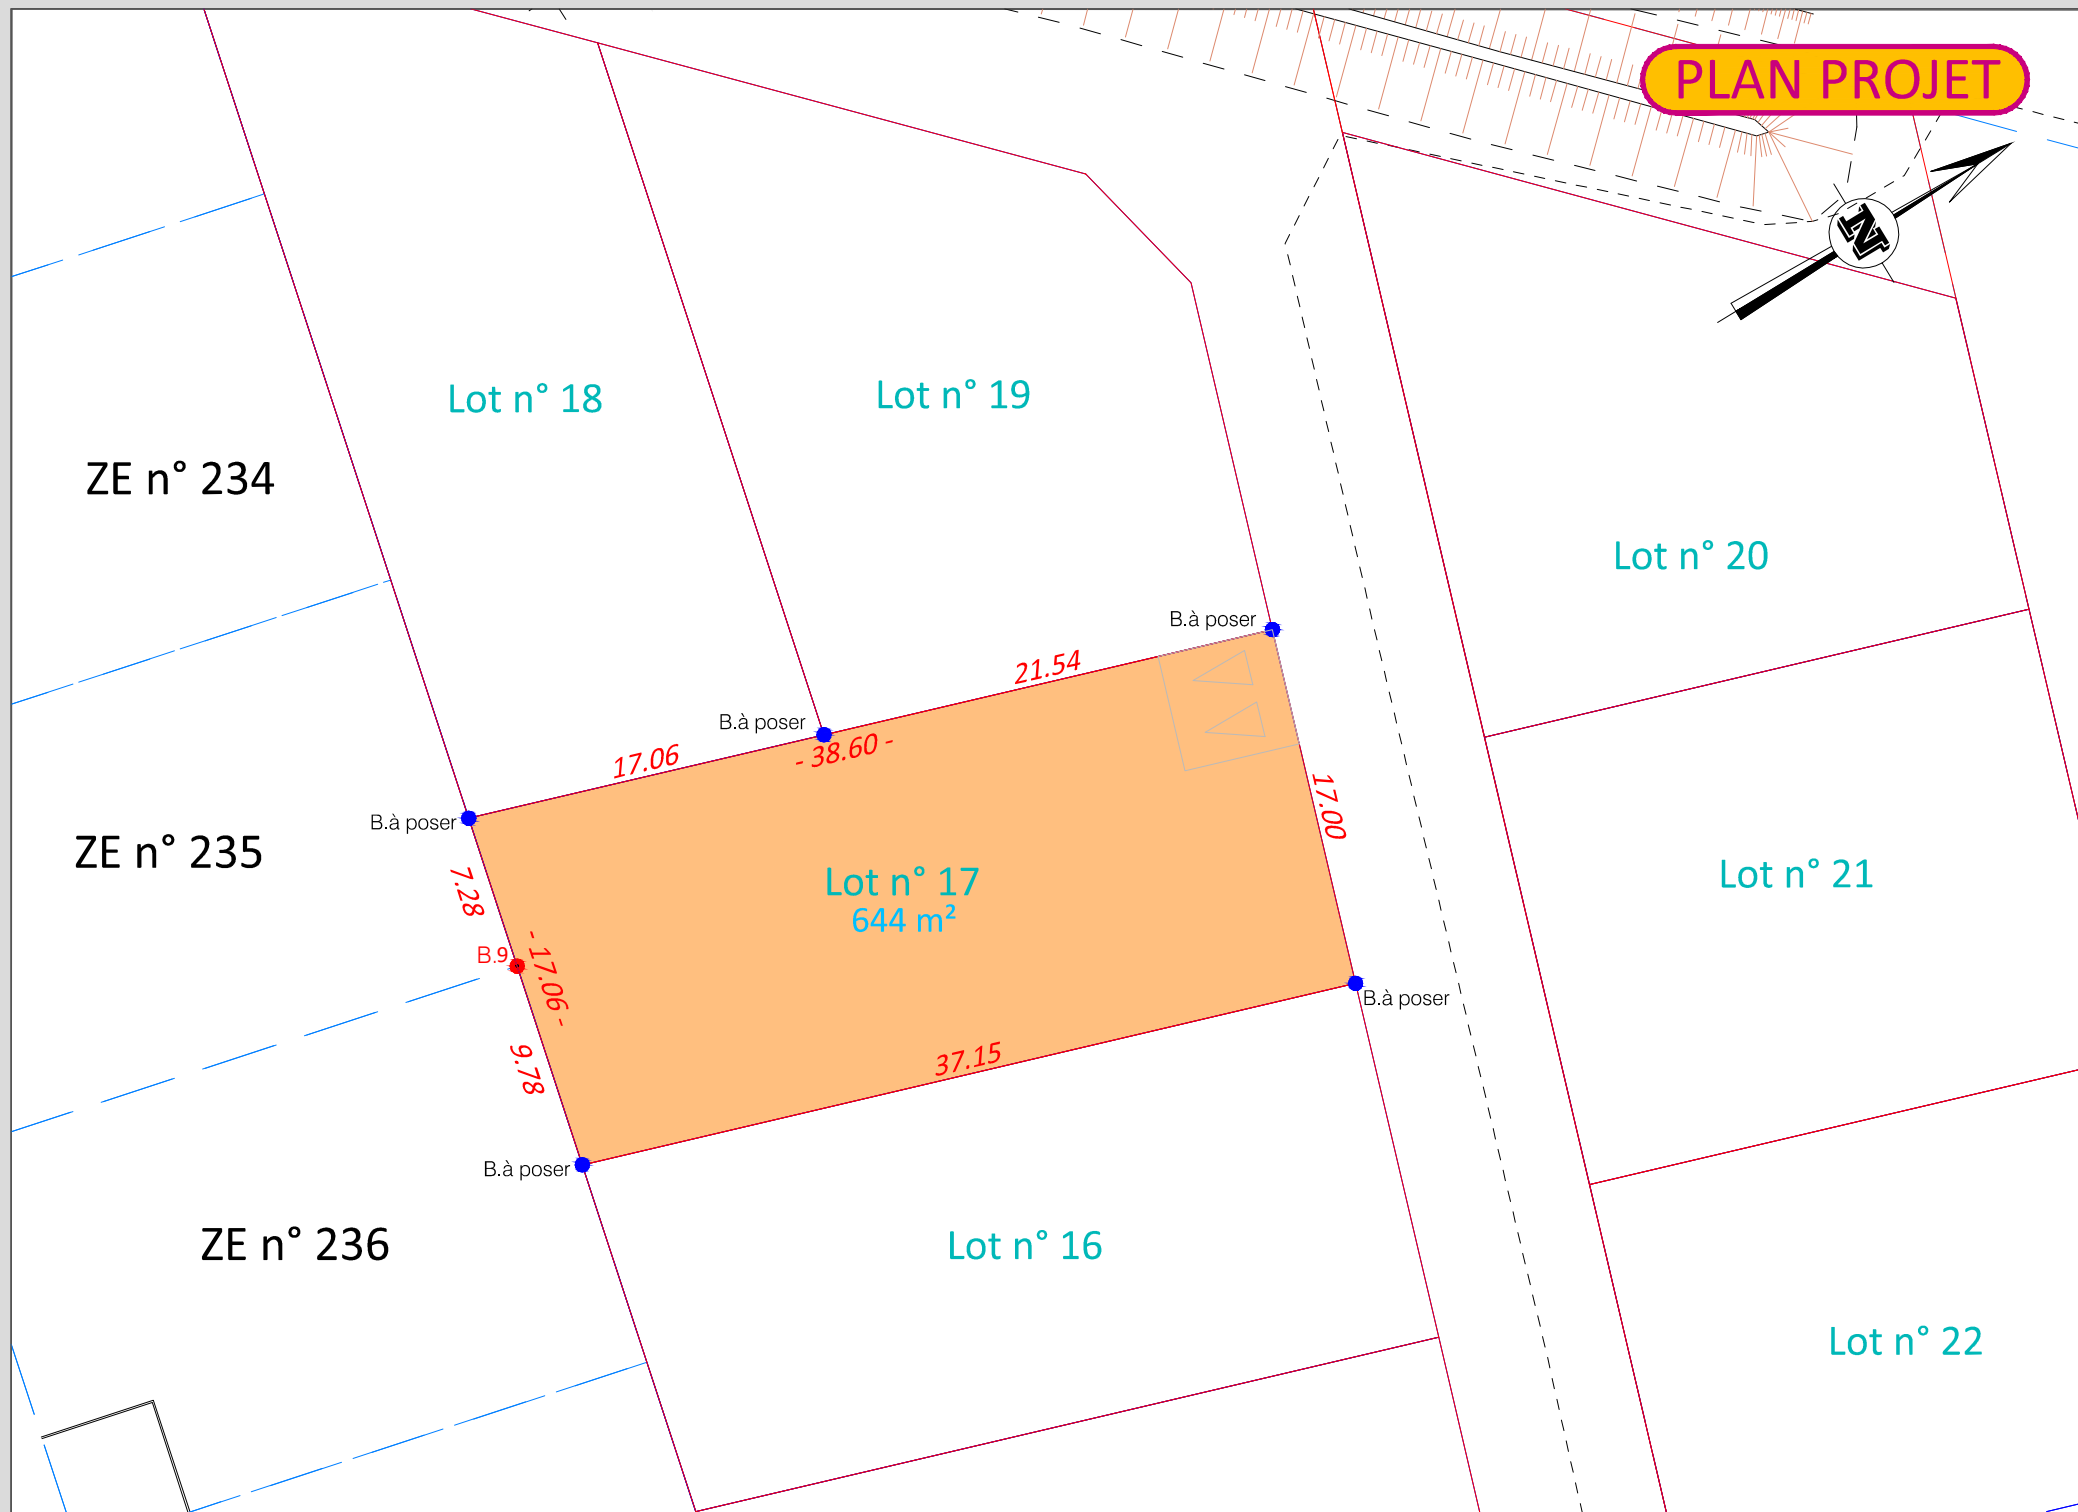 PLAN PROJET
N
Lot n° 18
Lot n° 19
ZE n° 234
Lot n° 20
B.à poser
21.54
B.à poser
- 38.60 -
17.06
17.00
B.à poser
ZE n° 235
7.28
Lot n° 17
644 m²
Lot n° 21
B.9
- 17.06 -
B.à poser
9.78
37.15
B.à poser
ZE n° 236
Lot n° 16
Lot n° 22